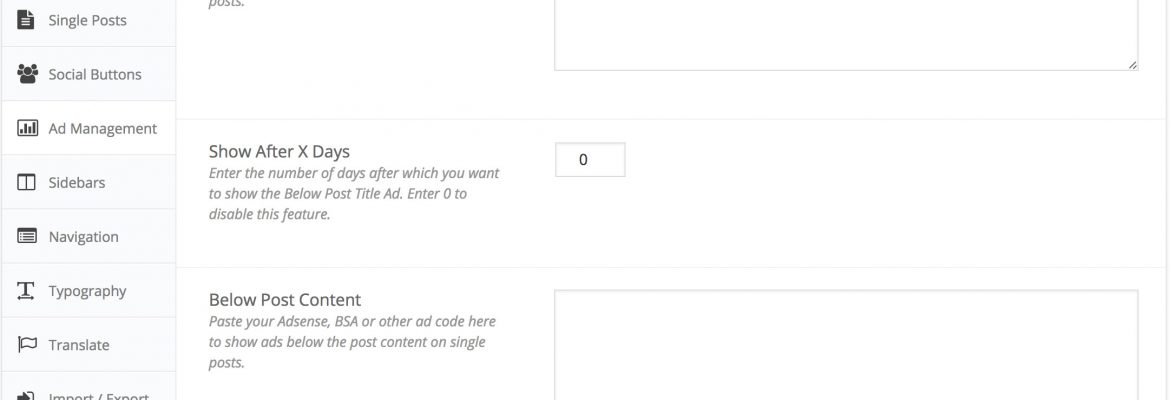 Single Posts
Social Buttons
Ad Management
Sidebars
Navigation
Typography
Translate
Import / Export
posts.
Show After X Days
Enter the number of days after which you want
to show the Below Post Title Ad. Enter 0 to
disable this feature.
0
Below Post Content
Paste your Adsense, BSA or other ad code here
to show ads below the post content on single
posts.